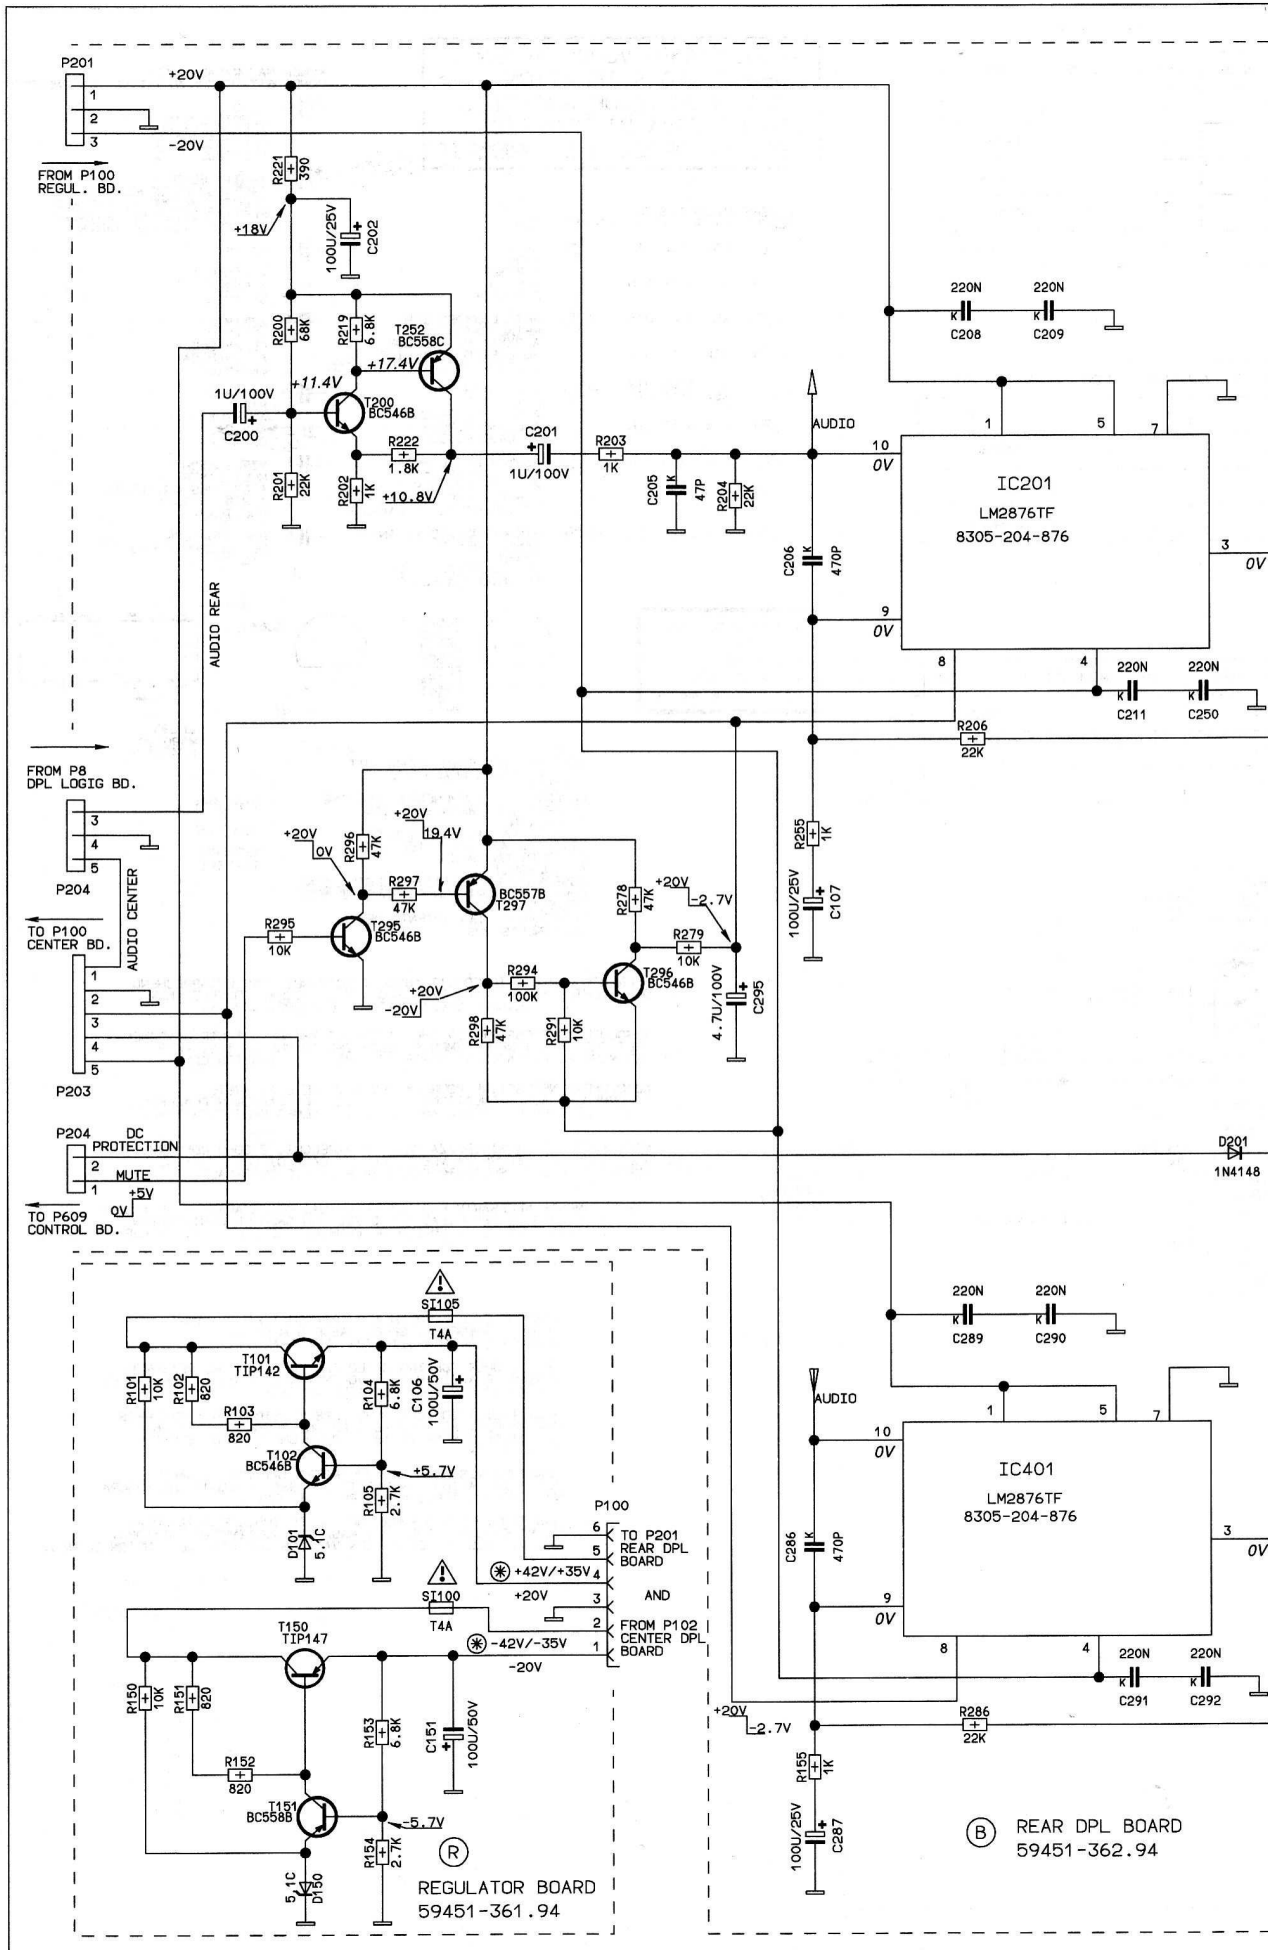 P201
+20V
1
2
3
-20V
FROM P100
REGUL. BD.
R221
390
+18V
100U/25V
C202
R200
68K
R219
6.8K
T252
BC558C
+17.4V
+11.4V
1U/100V
C200
T200
BC546B
R222
1.8K
R201
22K
R202
1K
+10.8V
C201
1U/100V
R203
1K
C205
K
47P
R204
22K
AUDIO
220N
K
C208
220N
K
C209
1
5
7
10
0V
IC201
LM2876TF
8305-204-876
3
0V
C206
K
470P
9
0V
8
4
220N
K
C211
220N
K
C250
R206
22K
AUDIO REAR
FROM P8
DPL LOGIG BD.
3
4
5
P204
TO P100
CENTER BD.
AUDIO CENTER
1
2
3
4
5
P203
+20V
0V
R296
47K
+20V
19.4V
R297
47K
BC557B
T297
R295
10K
T295
BC546B
+20V
-20V
R294
100K
R298
47K
R291
10K
R278
47K
+20V
-2.7V
R279
10K
T296
BC546B
4.7U/100V
C295
R255
1K
100U/25V
C107
P204
DC
PROTECTION
2
MUTE
1
+5V
0V
TO P609
CONTROL BD.
D201
1N4148
SI105
T4A
T101
TIP142
R101
10K
R102
820
R103
820
R104
6.8K
C106
100U/50V
T102
BC546B
+5.7V
R105
2.7K
D101
5.1C
P100
6
5
4
3
2
1
TO P201
REAR DPL
BOARD
AND
FROM P102
CENTER DPL
BOARD
+42V/+35V
+20V
SI100
T4A
-42V/-35V
-20V
T150
TIP147
R150
10K
R151
820
R152
820
R153
6.8K
C151
100U/50V
T151
BC558B
-5.7V
R154
2.7K
5.1C
D150
R
REGULATOR BOARD
59451-361.94
220N
K
C289
220N
K
C290
AUDIO
1
5
7
10
0V
IC401
LM2876TF
8305-204-876
3
0V
C286
K
470P
9
0V
8
4
220N
K
C291
220N
K
C292
+20V
-2.7V
R286
22K
R155
1K
100U/25V
C287
B
REAR DPL BOARD
59451-362.94